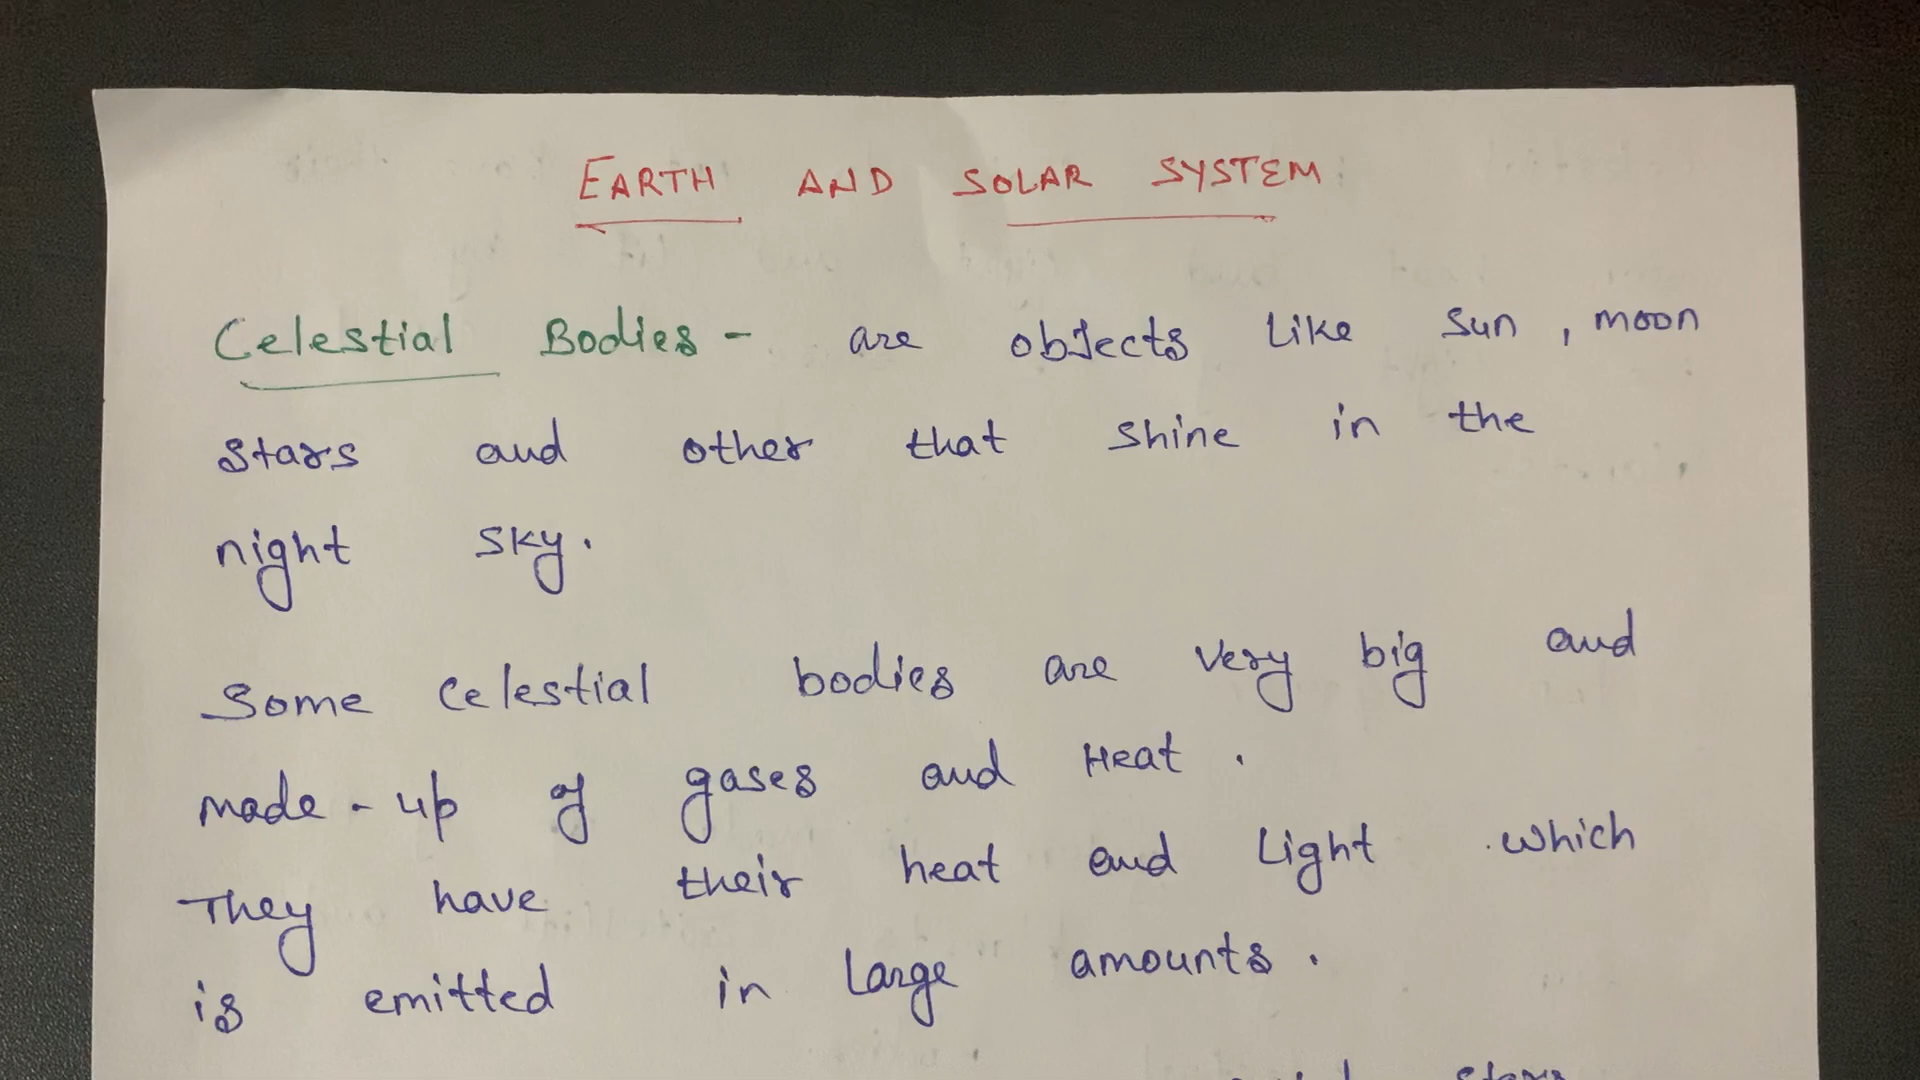 EARTH AND SOLAR SYSTEM
Celestial Bodies - are objects like sun , moon
stars and other that shine in the
night sky.
Some celestial bodies are very big and
made-up of gases and Heat .
They have their heat and Light which
is emitted in large amounts .
stars